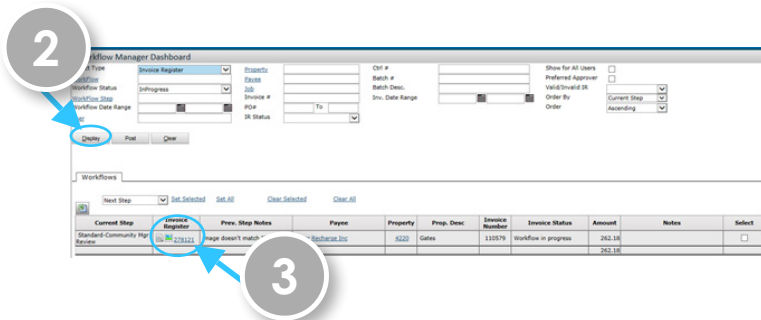 2
rkflow Manager Dashboard
Type Invoice Register Property Ctrl # Show for All Users
Workflow Payee Batch # Preferred Approver
Workflow Status InProgress Job Batch Desc. Valid/Invalid IR
Workflow Step Invoice # Inv. Date Range Order By Current Step
Workflow Date Range PO# To Order Ascending
IR Status
Display Post Clear
Workflows
Next Step Set Selected Set All Clear Selected Clear All
Current Step Invoice Register Prev. Step Notes Payee Property Prop. Desc Invoice Number Invoice Status Amount Notes Select
Standard-Community Mgr Review 278121 mage doesn't match Recharge Inc 4220 Gates 110579 Workflow in progress 262.18
262.18
3